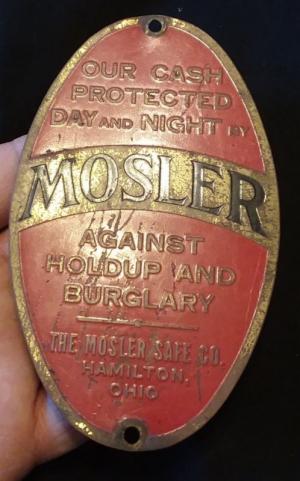 OUR CASH
PROTECTED
DAY AND NIGHT BY
MOSLER
AGAINST
HOLDUP AND
BURGLARY
THE MOSLER SAFE CO.
HAMILTON,
OHIO